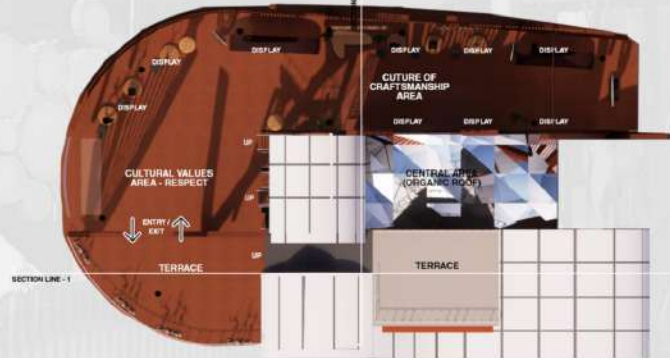 DISPLAY
DISPLAY
DISPLAY
DISPLAY
DISPLAY
DISPLAY
CUTURE OF
CRAFTSMANSHIP
AREA
DISPLAY
DISPLAY
DISPLAY
UP
CULTURAL VALUES
AREA - RESPECT
CENTRAL AREA
(ORGANIC ROOF)
UP
ENTRY /
EXIT
UP
TERRACE
TERRACE
SECTION LINE - 1